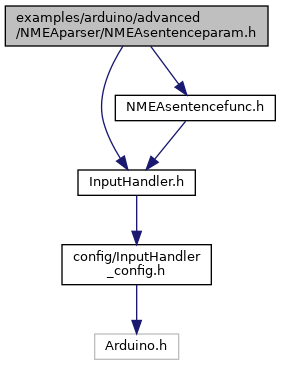 examples/arduino/advanced
/NMEAparser/NMEAsentenceparam.h
NMEAsentencefunc.h
InputHandler.h
config/InputHandler
_config.h
Arduino.h